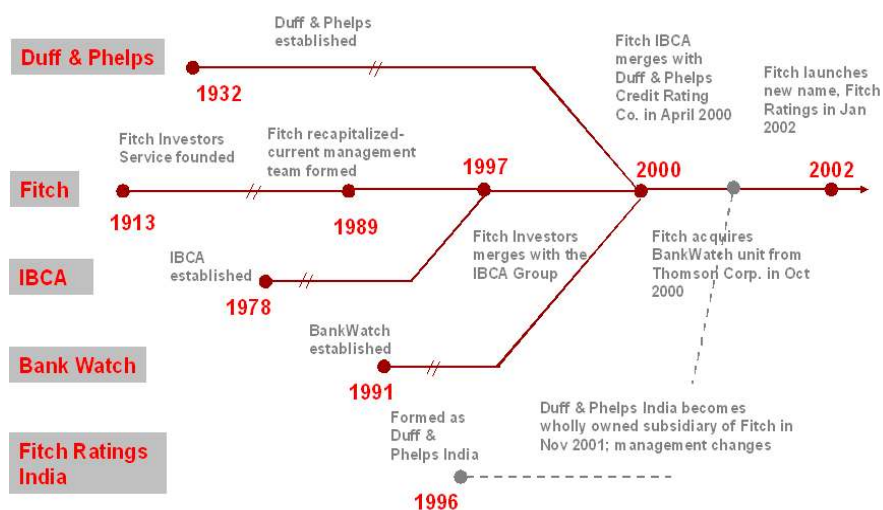 Duff & Phelps
Duff & Phelps
established
1932
Fitch IBCA
merges with
Duff & Phelps
Credit Rating
Co. in April 2000
Fitch launches
new name, Fitch
Ratings in Jan
2002
Fitch
Fitch Investors
Service founded
1913
Fitch recapitalized-
current management
team formed
1989
1997
2000
2002
Fitch Investors
merges with the
IBCA Group
Fitch acquires
BankWatch unit from
Thomson Corp. in Oct
2000
IBCA
IBCA
established
1978
Bank Watch
BankWatch
established
1991
Fitch Ratings
India
Formed as
Duff &
Phelps India
1996
Duff & Phelps India becomes
wholly owned subsidiary of Fitch in
Nov 2001; management changes